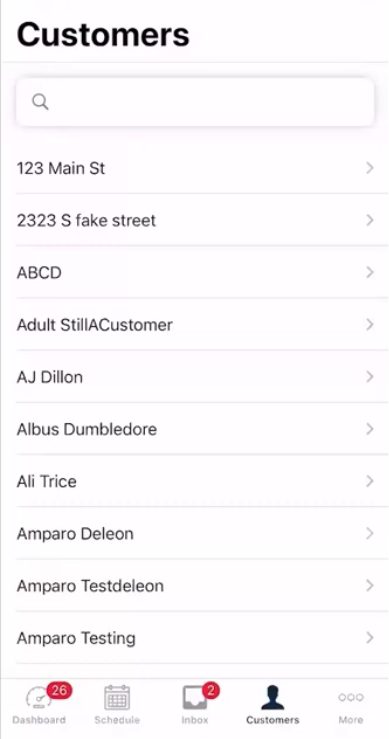 Customers
123 Main St
2323 S fake street
ABCD
Adult StillACustomer
AJ Dillon
Albus Dumbledore
Ali Trice
Amparo Deleon
Amparo Testdeleon
Amparo Testing
26
2
Dashboard
Schedule
Inbox
Customers
More